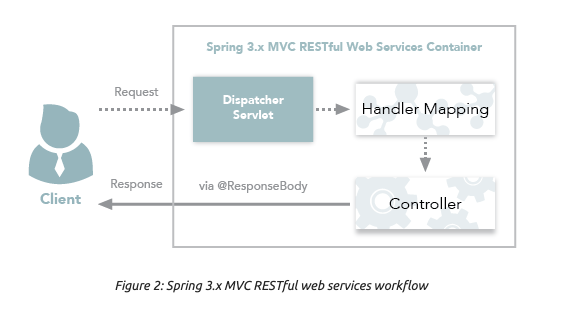 Spring 3.x MVC RESTful Web Services Container
Request
Dispatcher
Servlet
Handler Mapping
Response
via @ResponseBody
Controller
Client
Figure 2: Spring 3.x MVC RESTful web services workflow